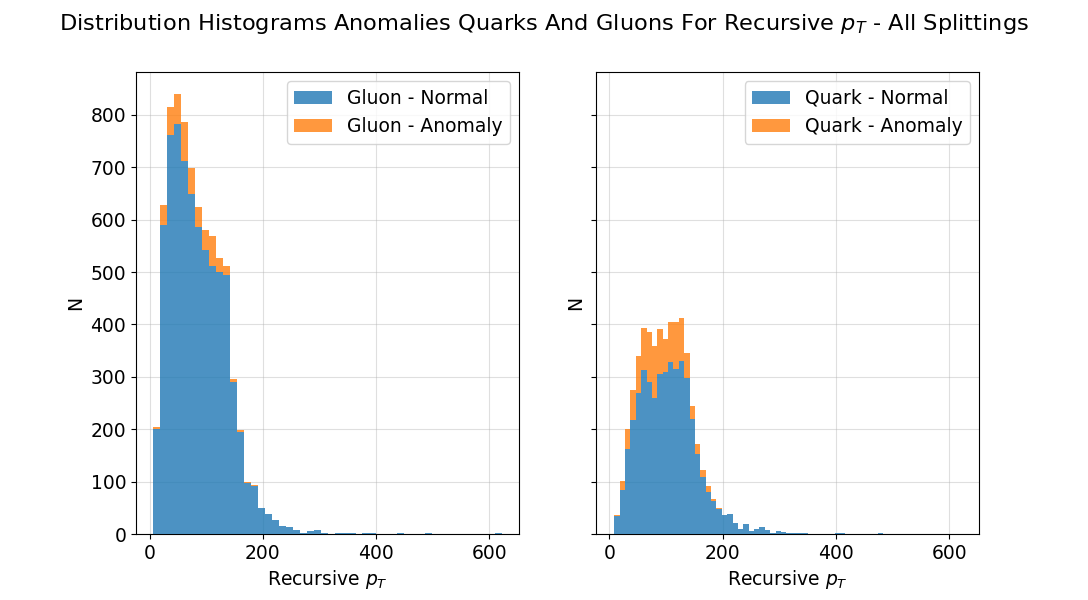 Distribution Histograms Anomalies Quarks And Gluons For Recursive p_T - All Splittings
800
700
600
500
400
300
200
100
0
N
0 200 400 600
Recursive p_T
Gluon - Normal
Gluon - Anomaly
N
0 200 400 600
Recursive p_T
Quark - Normal
Quark - Anomaly